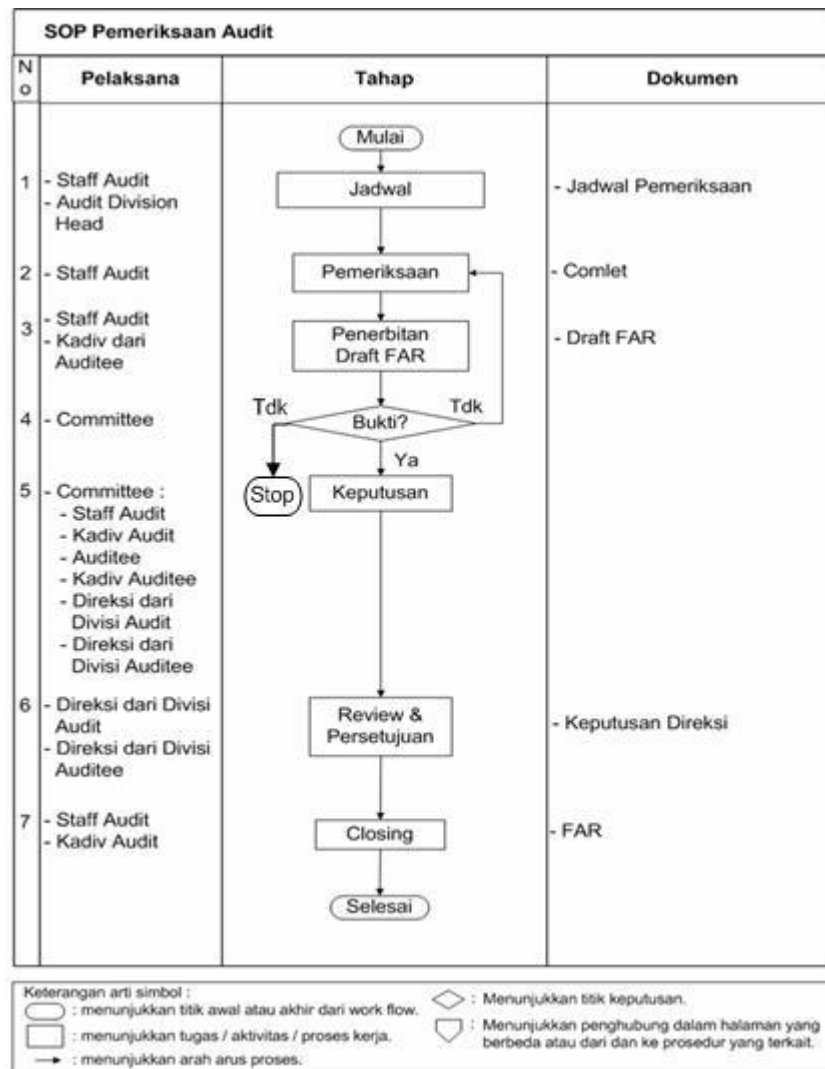 SOP Pemeriksaan Audit
N
o
Pelaksana
Tahap
Dokumen
Mulai
1
- Staff Audit
- Audit Division
Head
Jadwal
- Jadwal Pemeriksaan
2
- Staff Audit
Pemeriksaan
- Comlet
3
- Staff Audit
- Kadiv dari
Auditee
Penerbitan
Draft FAR
- Draft FAR
4
- Committee
Tdk
Bukti?
Tdk
Ya
Stop
5
- Committee :
- Staff Audit
- Kadiv Audit
- Auditee
- Kadiv Auditee
- Direksi dari
Divisi Audit
- Direksi dari
Divisi Auditee
Keputusan
6
- Direksi dari Divisi
Audit
- Direksi dari Divisi
Auditee
Review &
Persetujuan
- Keputusan Direksi
7
- Staff Audit
- Kadiv Audit
Closing
- FAR
Selesai
Keterangan arti simbol :
: menunjukkan titik awal atau akhir dari work flow.
: menunjukkan tugas / aktivitas / proses kerja.
: menunjukkan arah arus proses.
: Menunjukkan titik keputusan.
: Menunjukkan penghubung dalam halaman yang
berbeda atau dari dan ke prosedur yang terkait.